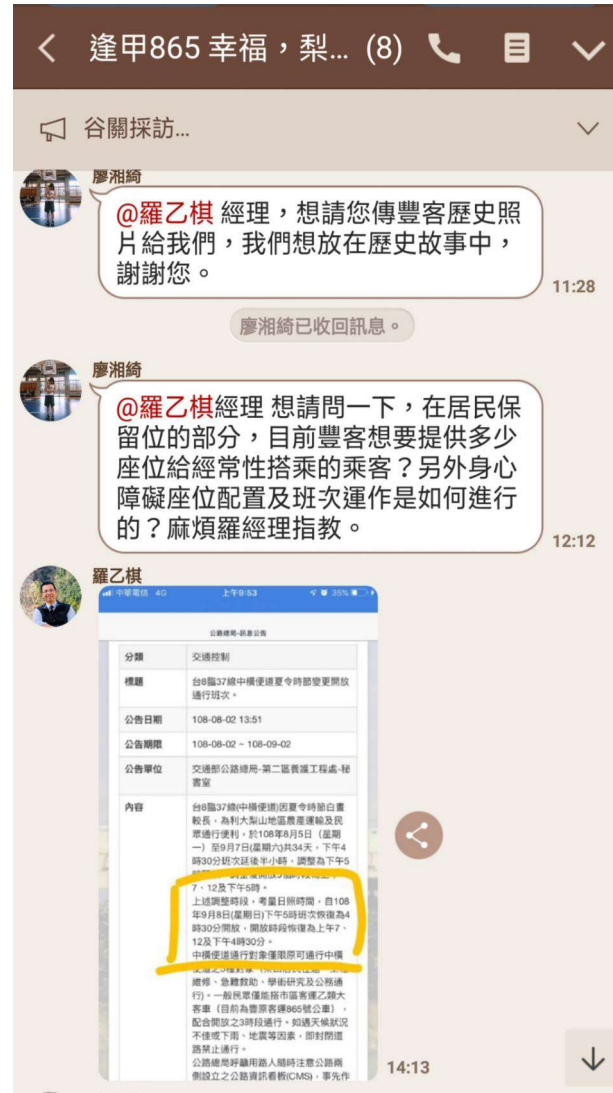 逢甲865 幸福，梨... (8)
谷關採訪...
廖湘綺
@羅乙棋 經理，想請您傳豐客歷史照
片給我們，我們想放在歷史故事中，
謝謝您。
11:28
廖湘綺已收回訊息。
廖湘綺
@羅乙棋經理 想請問一下，在居民保
留位的部分，目前豐客想要提供多少
座位給經常性搭乘的乘客？另外身心
障礙座位配置及班次運作是如何進行
的？麻煩羅經理指教。
12:12
羅乙棋
中華電信 4G 上午9:53 35%
公路總局-訊息公告
分類 交通控制
標題 台8臨37線中橫便道夏令時節變更開放
通行班次。
公告日期 108-08-02 13:51
公告期限 108-08-02 ~ 108-09-02
公告單位 交通部公路總局-第二區養護工程處-秘
書室
內容 台8臨37線(中橫便道)因夏令時節白晝
較長，為利大梨山地區農產運輸及民
眾通行便利，於108年8月5日（星期
一）至9月7日(星期六)共34天，下午4
時30分班次延後半小時，調整為下午5
7、12及下午5時。
上述調整時段，考量日照時間，自108
年9月8日(星期日)下午5時班次恢復為4
時30分開放，開放時段恢復為上午7、
12及下午4時30分。
中橫便道通行對象僅限原可通行中橫
維修、急難救助、學術研究及公務通
行)。一般民眾僅能搭市區客運乙類大
客車（目前為豐原客運865號公車），
配合開放之3時段通行。如遇天候狀況
不佳或下雨、地震等因素，即封閉道
路禁止通行。
公路總局呼籲用路人隨時注意公路兩
側設立之公路資訊看板(CMS)，事先作
14:13